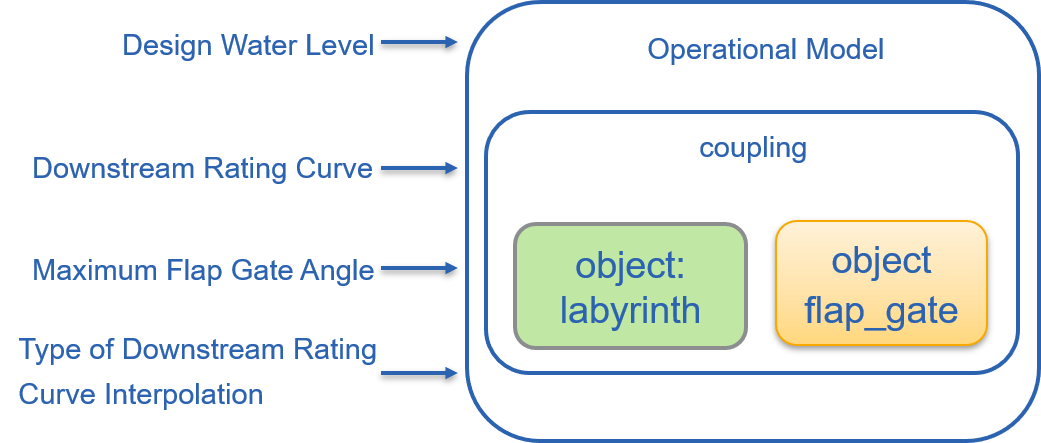 Design Water Level
Operational Model
coupling
Downstream Rating Curve
object:
labyrinth
object
flap_gate
Maximum Flap Gate Angle
Type of Downstream Rating
Curve Interpolation